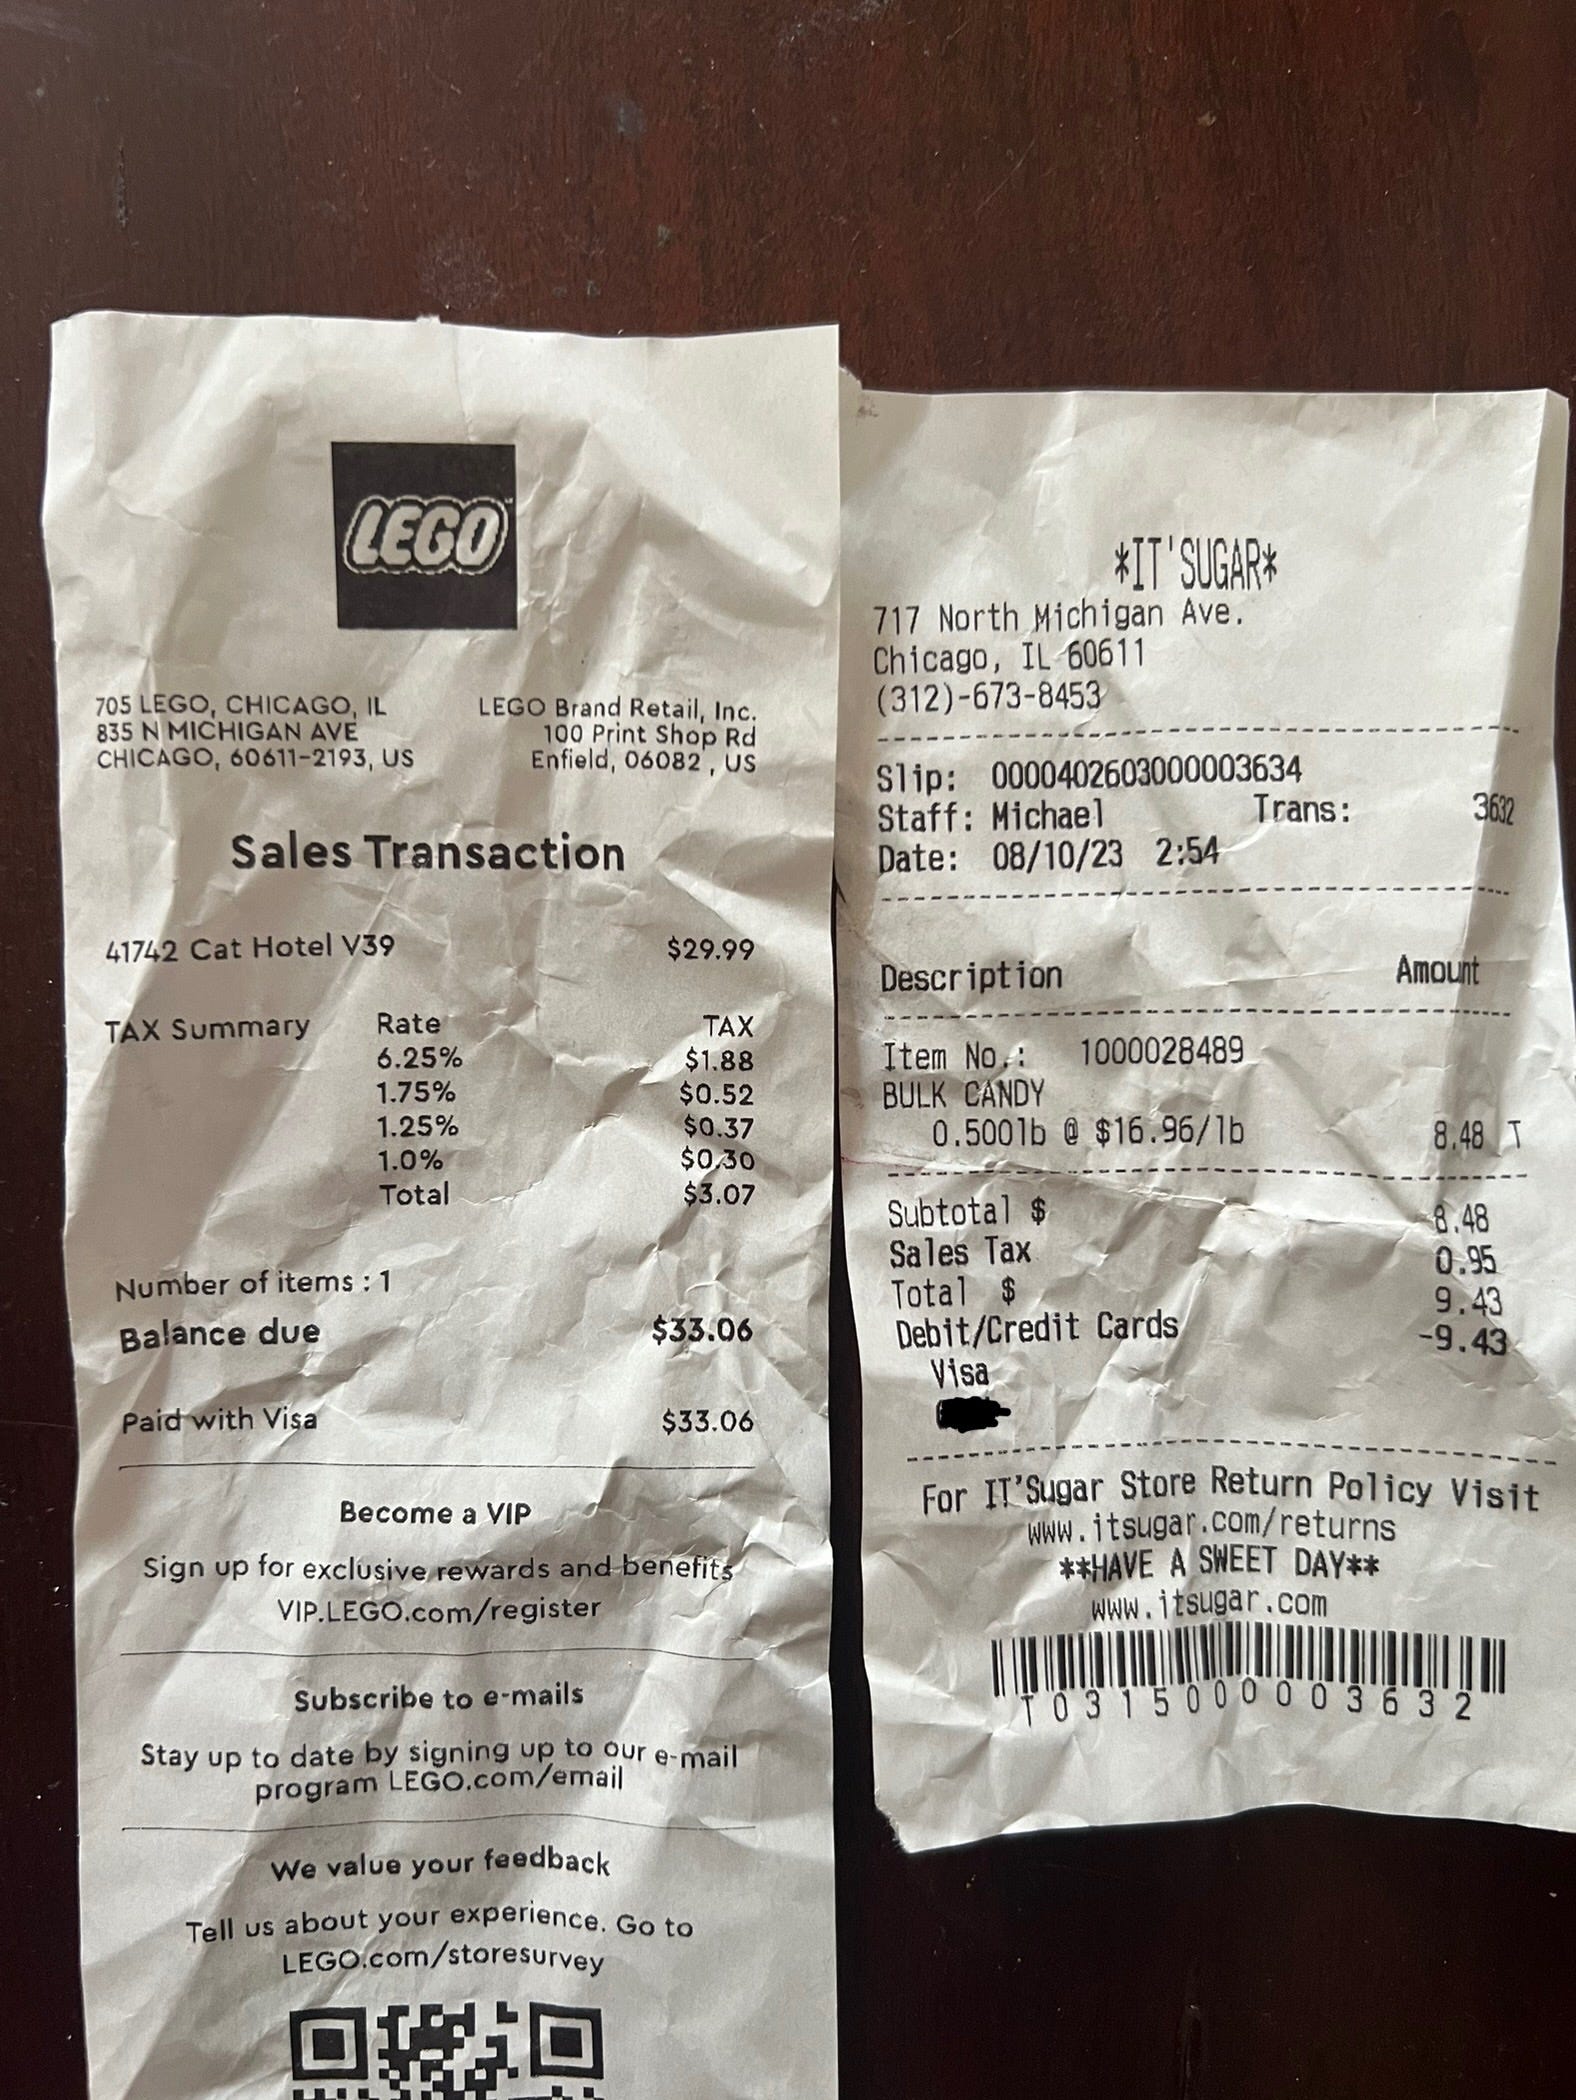 LEGO
705 LEGO, CHICAGO, IL
835 N MICHIGAN AVE
CHICAGO, 60611-2193, US
LEGO Brand Retail, Inc.
100 Print Shop Rd
Enfield, 06082 , US
Sales Transaction
41742 Cat Hotel V39 $29.99
TAX Summary Rate TAX
6.25% $1.88
1.75% $0.52
1.25% $0.37
1.0% $0.30
Total $3.07
Number of items : 1
Balance due $33.06
Paid with Visa $33.06
Become a VIP
Sign up for exclusive rewards and benefits
VIP.LEGO.com/register
Subscribe to e-mails
Stay up to date by signing up to our e-mail
program LEGO.com/email
We value your feedback
Tell us about your experience. Go to
LEGO.com/storesurvey
*IT'SUGAR*
717 North Michigan Ave.
Chicago, IL 60611
(312)-673-8453
Slip: 0000402603000003634
Staff: Michael Trans: 3632
Date: 08/10/23 2:54
Description Amount
Item No.: 1000028489
BULK CANDY
0.500lb @ $16.96/lb 8.48 T
Subtotal $ 8.48
Sales Tax 0.95
Total $ 9.43
Debit/Credit Cards -9.43
Visa
For IT'Sugar Store Return Policy Visit
www.itsugar.com/returns
**HAVE A SWEET DAY**
www.itsugar.com
T0315000003632